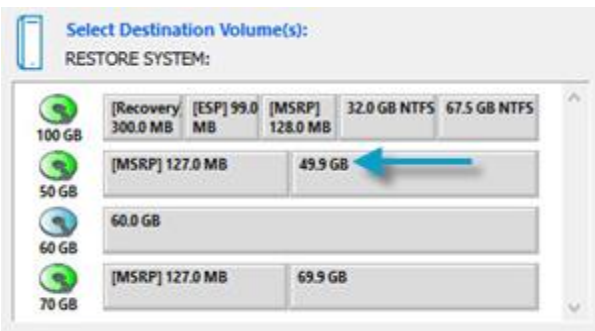 Select Destination Volume(s):
RESTORE SYSTEM:
[Recovery 300.0 MB
[ESP] 99.0 MB
[MSRP] 128.0 MB
32.0 GB NTFS
67.5 GB NTFS
100 GB
[MSRP] 127.0 MB
49.9 GB
50 GB
60.0 GB
60 GB
[MSRP] 127.0 MB
69.9 GB
70 GB